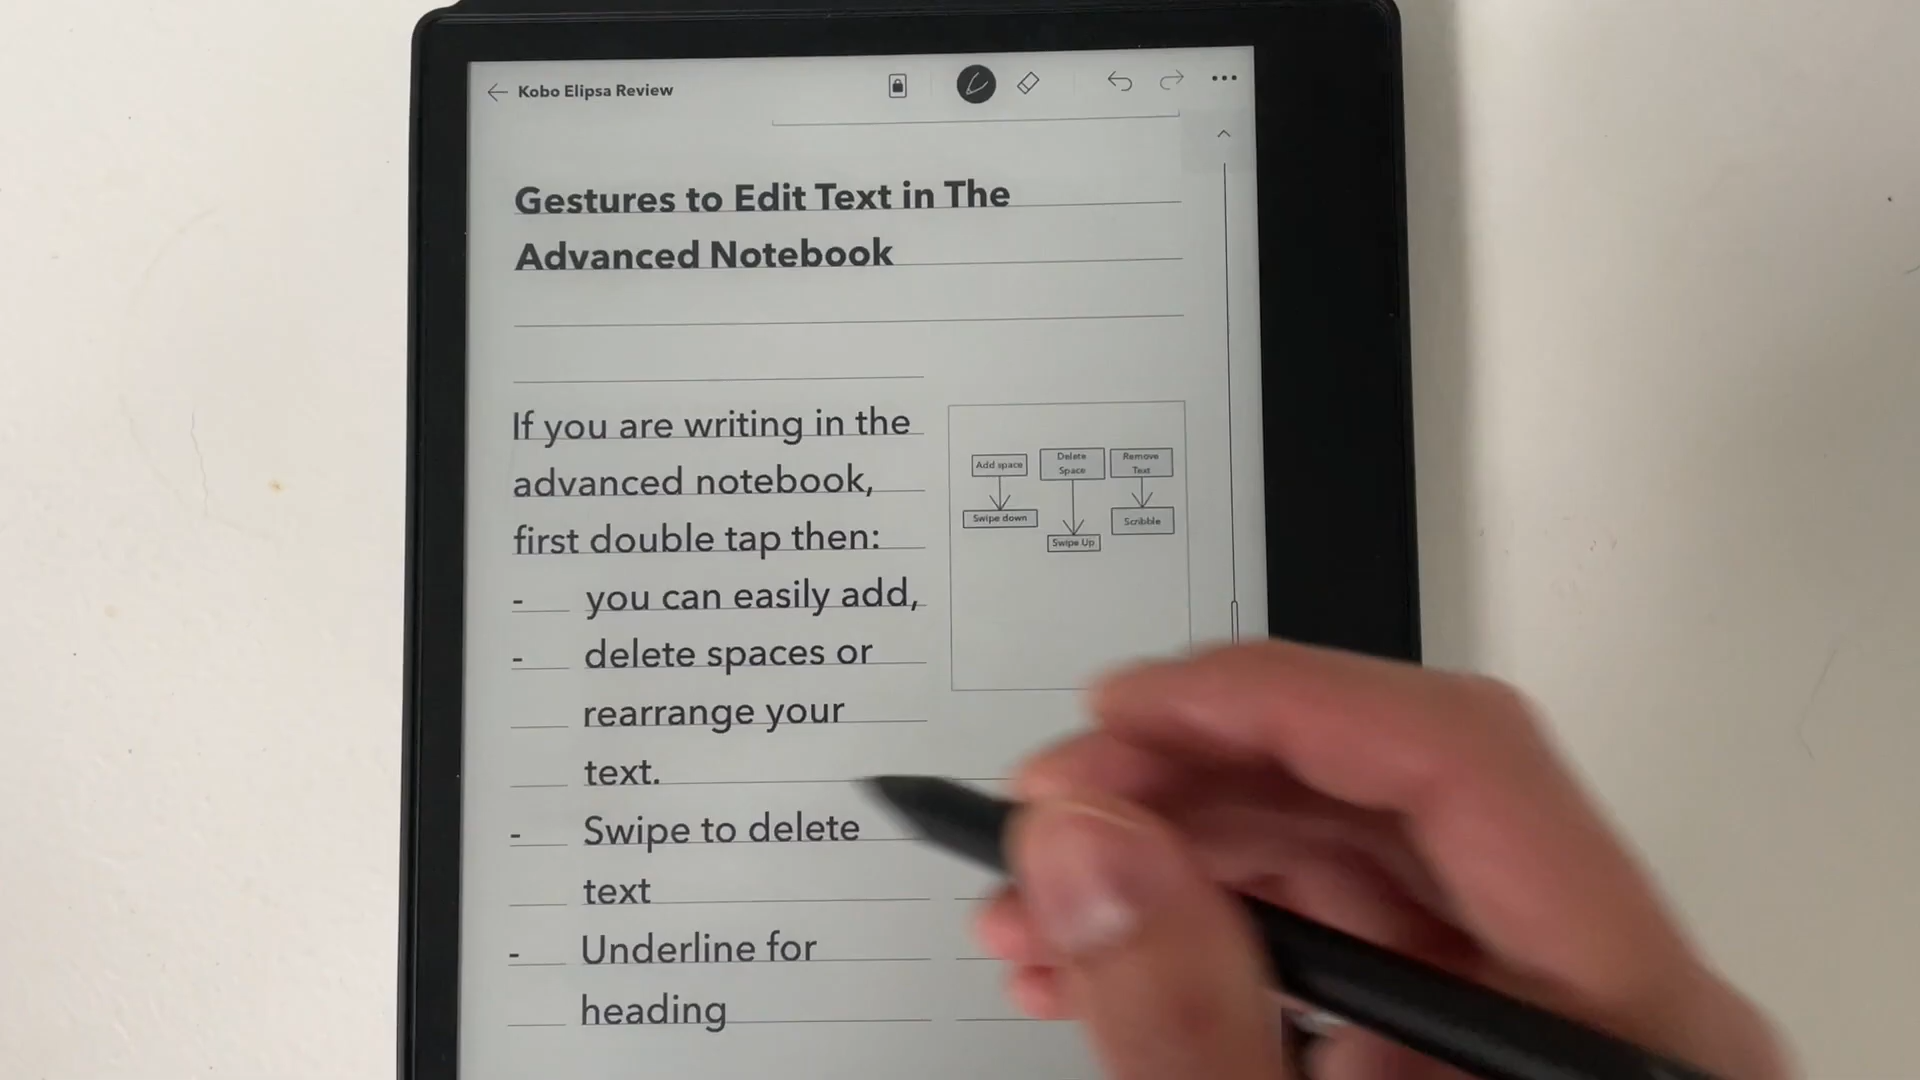 Kobo Elipsa Review
Gestures to Edit Text in The
Advanced Notebook
If you are writing in the
advanced notebook,
first double tap then:
- you can easily add,
- delete spaces or
rearrange your
text.
- Swipe to delete
text
- Underline for
heading
Add space
Swipe down
Delete
Space
Swipe Up
Remove
Text
Scribble